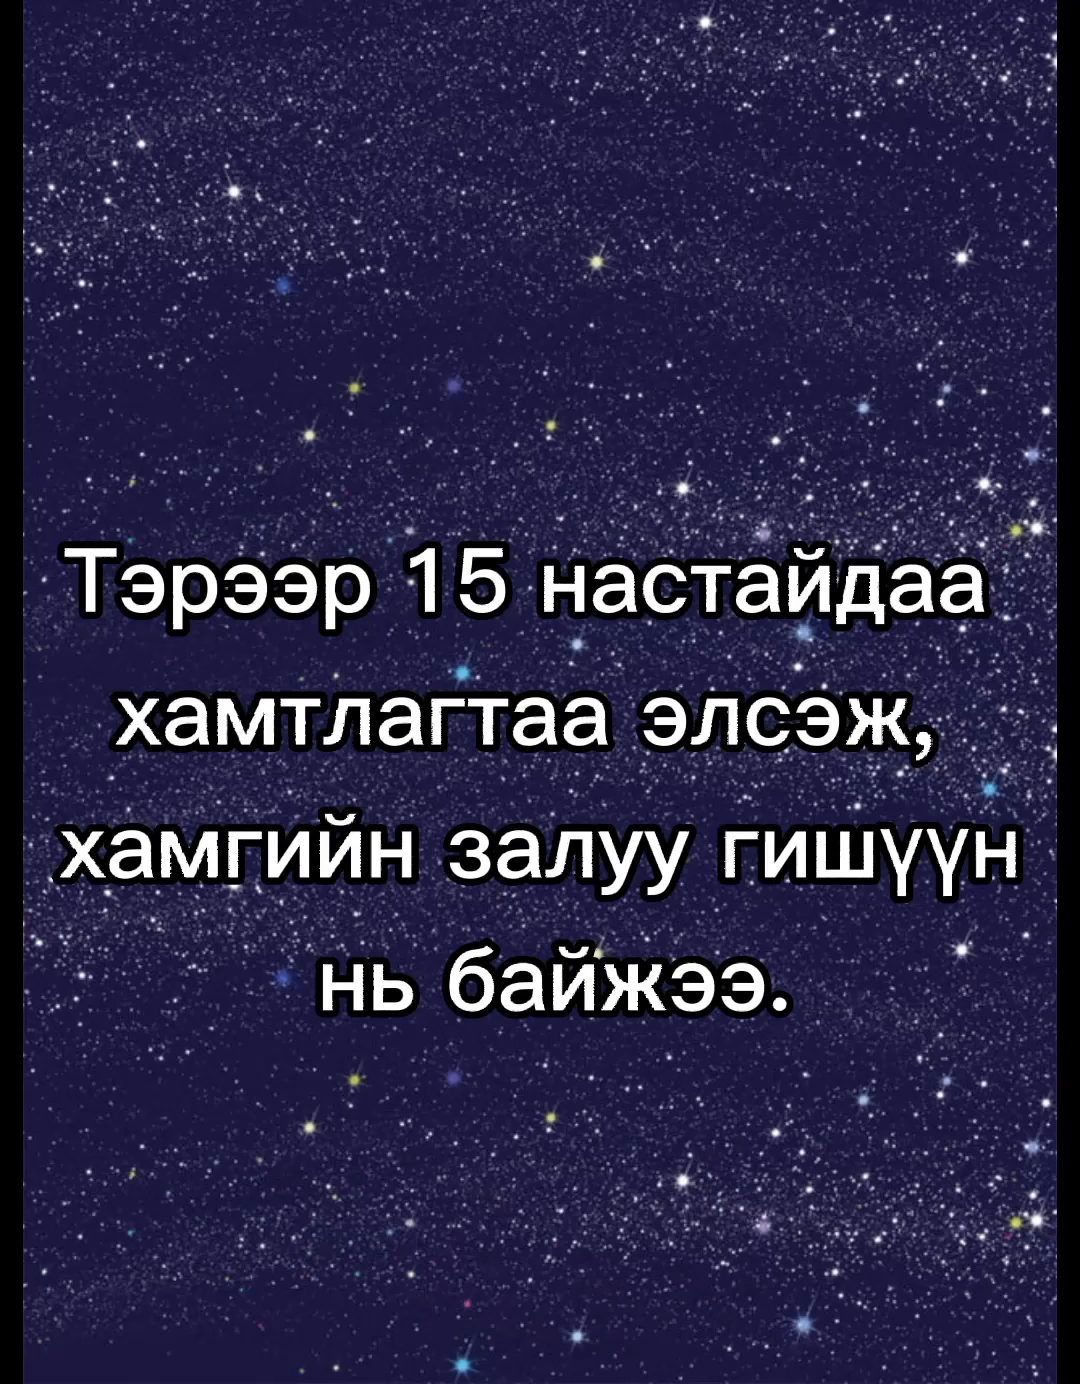 Тэрээр 15 настайдаа
хамтлагтаа элсэж,
хамгийн залуу гишүүн
нь байжээ.